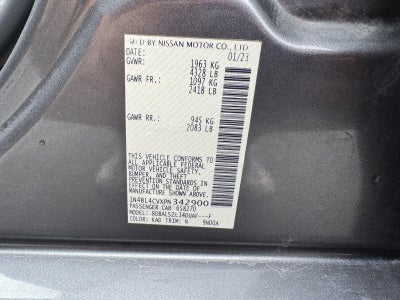 MFD BY NISSAN MOTOR CO., LTD.
DATE: 01/23
GVWR: 1963 KG
4328 LB
GAWR FR.: 1097 KG
2418 LB
GAWR RR.: 945 KG
2083 LB
THIS VEHICLE CONFORMS TO ALL
APPLICABLE FEDERAL MOTOR
VEHICLE SAFETY,
BUMPER, AND THEFT
PREVENTION STANDARDS
IN EFFECT ON THE DATE OF
MANUFACTURE SHOWN ABOVE.
1N4BL4CVXPN342900
PASSENGER CAR
COLOR: KAD TRIM: N